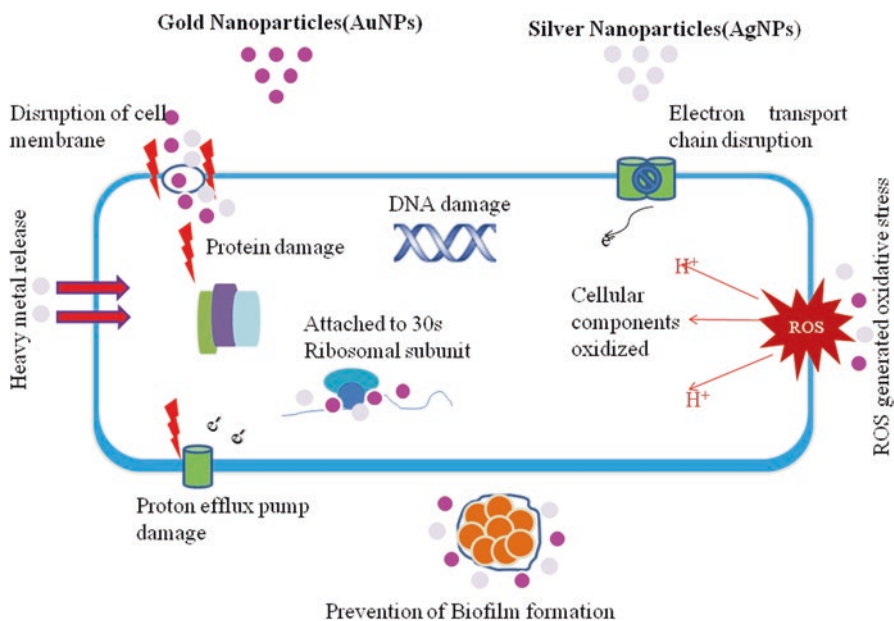 Gold Nanoparticles(AuNPs)
Silver Nanoparticles(AgNPs)
Disruption of cell
membrane
Electron transport
chain disruption
DNA damage
Protein damage
e-
H+
Heavy metal release
Attached to 30s
Ribosomal subunit
Cellular
components
oxidized
ROS
ROS generated oxidative stress
H+
e-
e-
Proton efflux pump
damage
Prevention of Biofilm formation